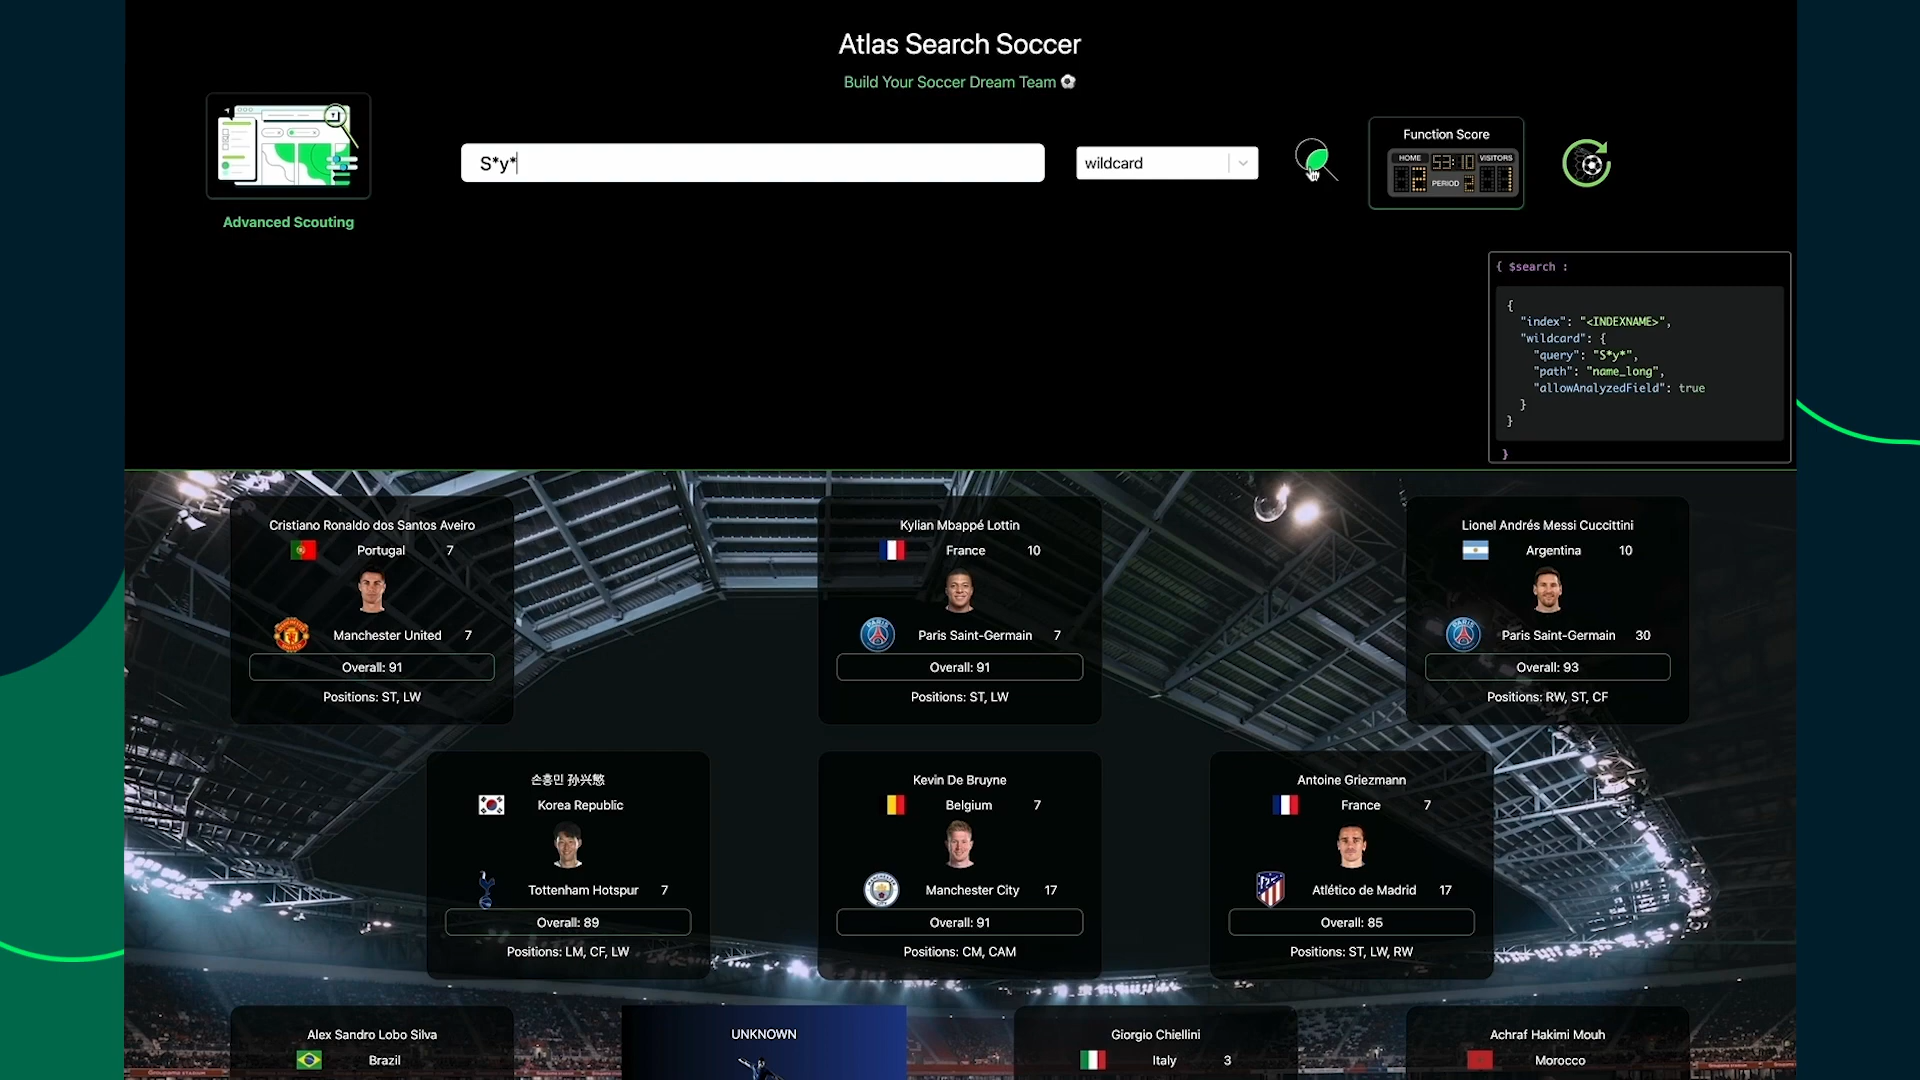 Atlas Search Soccer
Build Your Soccer Dream Team
Advanced Scouting
S*y*
wildcard
Function Score
HOME 53:10 VISITORS
PERIOD 2
{ $search :
{
"index": "<INDEXNAME>",
"wildcard": {
"query": "S*y*",
"path": "name_long",
"allowAnalyzedField": true
}
}
}
Cristiano Ronaldo dos Santos Aveiro
Portugal 7
Manchester United 7
Overall: 91
Positions: ST, LW
Kylian Mbappé Lottin
France 10
Paris Saint-Germain 7
Overall: 91
Positions: ST, LW
Lionel Andrés Messi Cuccittini
Argentina 10
Paris Saint-Germain 30
Overall: 93
Positions: RW, ST, CF
손흥민 孙兴慜
Korea Republic
Tottenham Hotspur 7
Overall: 89
Positions: LM, CF, LW
Kevin De Bruyne
Belgium 7
Manchester City 17
Overall: 91
Positions: CM, CAM
Antoine Griezmann
France 7
Atlético de Madrid 17
Overall: 85
Positions: ST, LW, RW
Alex Sandro Lobo Silva
Brazil
UNKNOWN
Giorgio Chiellini
Italy 3
Achraf Hakimi Mouh
Morocco